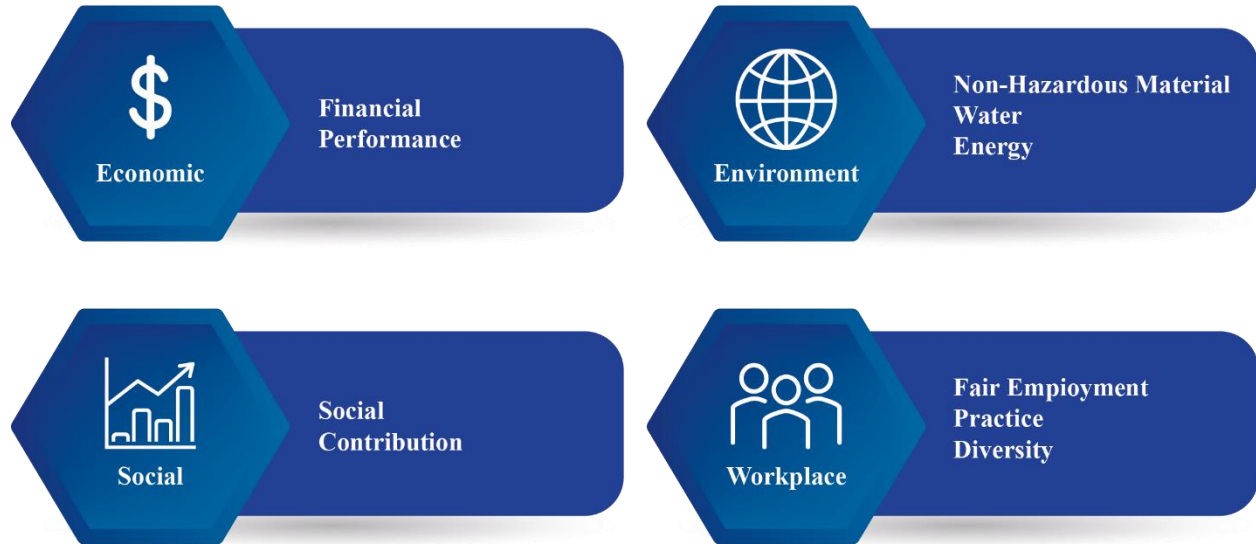 Economic
Financial
Performance
Environment
Non-Hazardous Material
Water
Energy
Social
Social
Contribution
Workplace
Fair Empioyment
Practice
Diversity